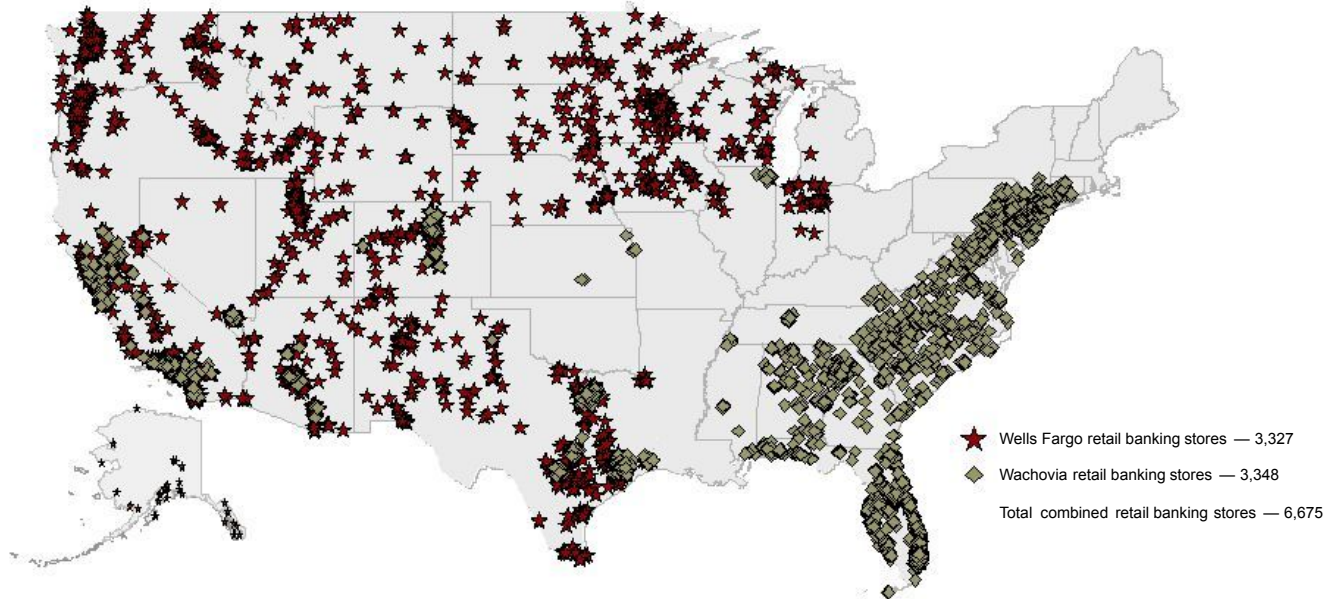 Wells Fargo retail banking stores — 3,327
Wachovia retail banking stores — 3,348
Total combined retail banking stores — 6,675